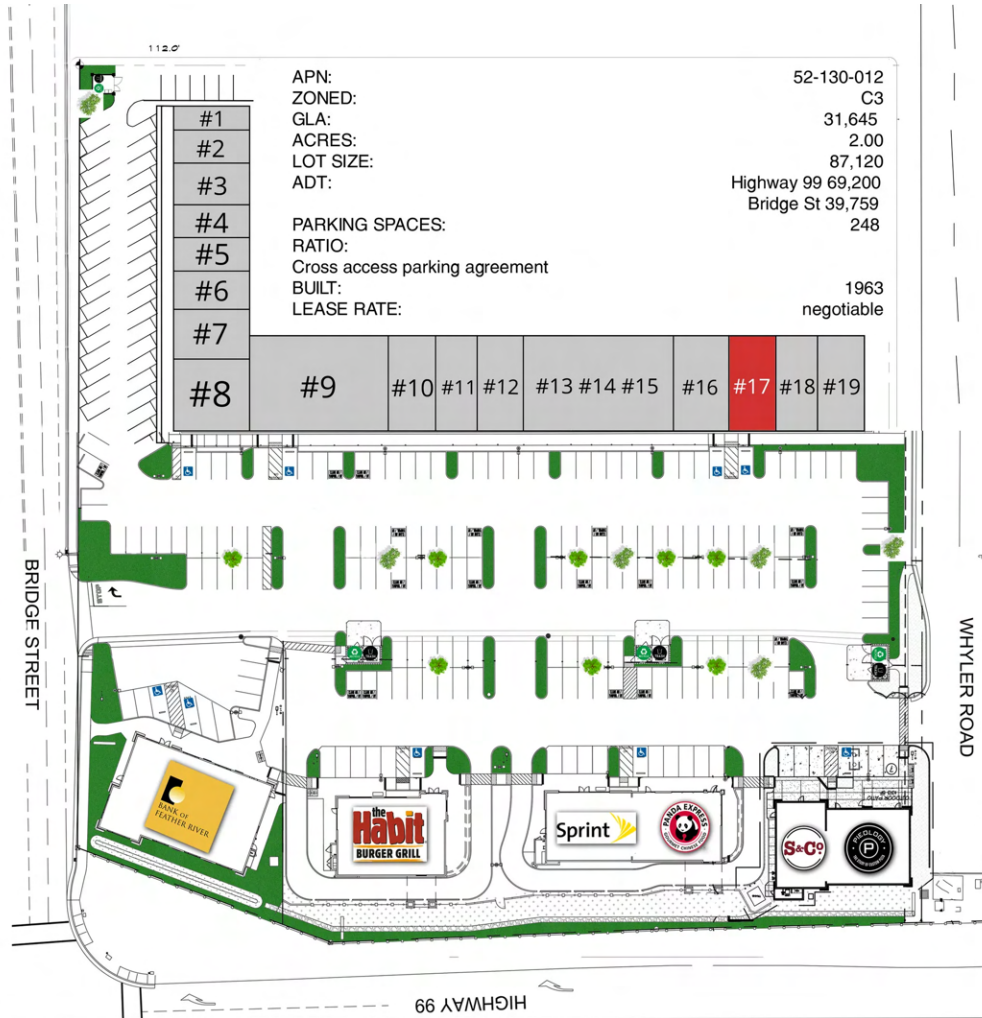 112.0'
APN: 52-130-012
ZONED: C3
GLA: 31,645
ACRES: 2.00
LOT SIZE: 87,120
ADT: Highway 99 69,200
Bridge St 39,759
PARKING SPACES: 248
RATIO:
Cross access parking agreement
BUILT: 1963
LEASE RATE: negotiable
#1
#2
#3
#4
#5
#6
#7
#8
#9
#10
#11
#12
#13 #14 #15
#16
#17
#18
#19
BRIDGE STREET
WHYLER ROAD
BANK OF
FEATHER RIVER
the
Habit
BURGER GRILL
Sprint
PANDA EXPRESS
GOURMET CHINESE FOOD
S&Co
PIEOLOGY
P
HIGHWAY 99